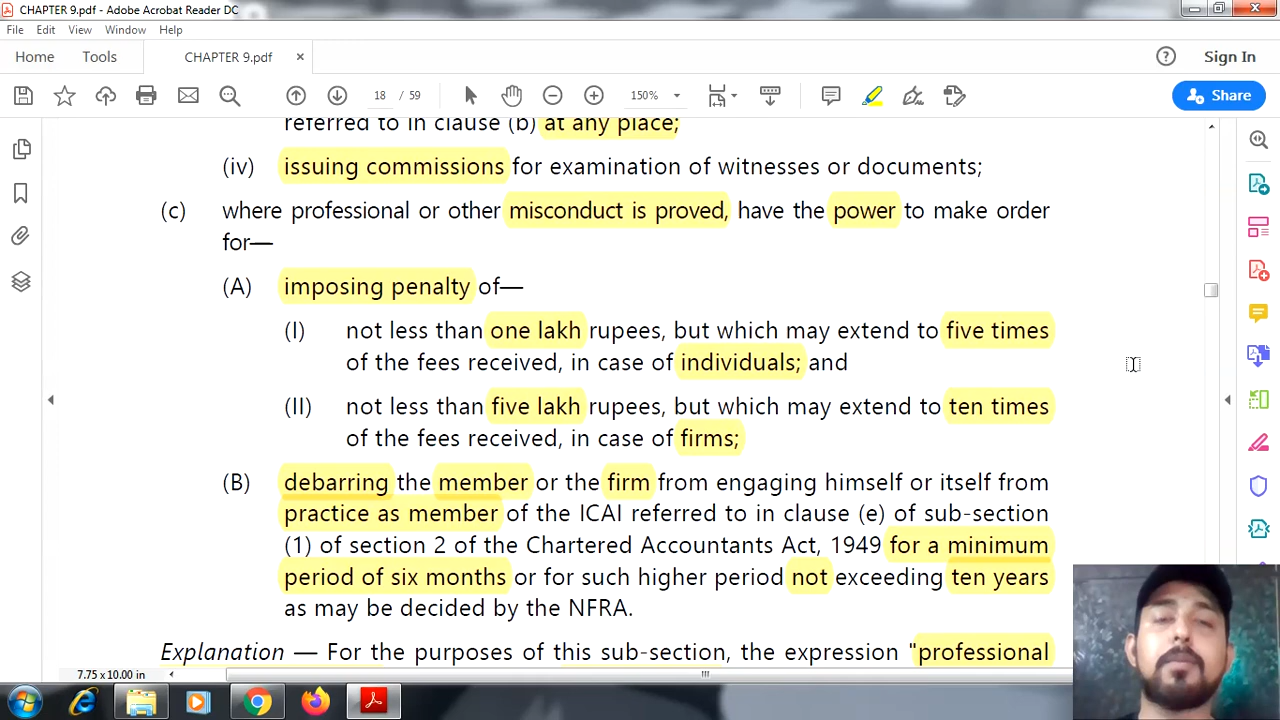 CHAPTER 9.pdf - Adobe Acrobat Reader DC
File Edit View Window Help
Home Tools CHAPTER 9.pdf × ? Sign In
18 / 59 150% Share
referred to in clause (b) at any place;
(iv) issuing commissions for examination of witnesses or documents;
(c) where professional or other misconduct is proved, have the power to make order
for—
(A) imposing penalty of—
(I) not less than one lakh rupees, but which may extend to five times
of the fees received, in case of individuals; and
(II) not less than five lakh rupees, but which may extend to ten times
of the fees received, in case of firms;
(B) debarring the member or the firm from engaging himself or itself from
practice as member of the ICAI referred to in clause (e) of sub-section
(1) of section 2 of the Chartered Accountants Act, 1949 for a minimum
period of six months or for such higher period not exceeding ten years
as may be decided by the NFRA.
Explanation — For the purposes of this sub-section, the expression "professional
7.75 x 10.00 in